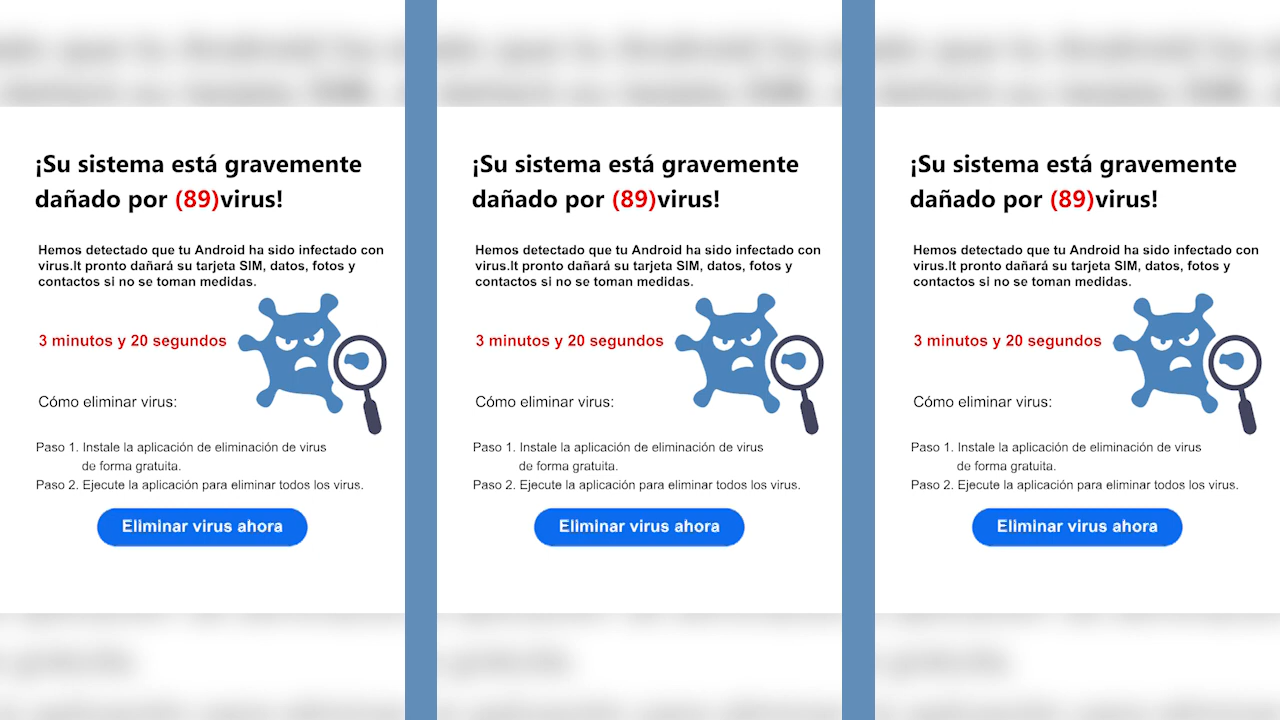 ¡Su sistema está gravemente
dañado por (89)virus!
Hemos detectado que tu Android ha sido infectado con
virus.It pronto dañará su tarjeta SIM, datos, fotos y
contactos si no se toman medidas.
3 minutos y 20 segundos
Cómo eliminar virus:
Paso 1. Instale la aplicación de eliminación de virus
de forma gratuita.
Paso 2. Ejecute la aplicación para eliminar todos los virus.
Eliminar virus ahora
¡Su sistema está gravemente
dañado por (89)virus!
Hemos detectado que tu Android ha sido infectado con
virus.It pronto dañará su tarjeta SIM, datos, fotos y
contactos si no se toman medidas.
3 minutos y 20 segundos
Cómo eliminar virus:
Paso 1. Instale la aplicación de eliminación de virus
de forma gratuita.
Paso 2. Ejecute la aplicación para eliminar todos los virus.
Eliminar virus ahora
¡Su sistema está gravemente
dañado por (89)virus!
Hemos detectado que tu Android ha sido infectado con
virus.It pronto dañará su tarjeta SIM, datos, fotos y
contactos si no se toman medidas.
3 minutos y 20 segundos
Cómo eliminar virus:
Paso 1. Instale la aplicación de eliminación de virus
de forma gratuita.
Paso 2. Ejecute la aplicación para eliminar todos los virus.
Eliminar virus ahora